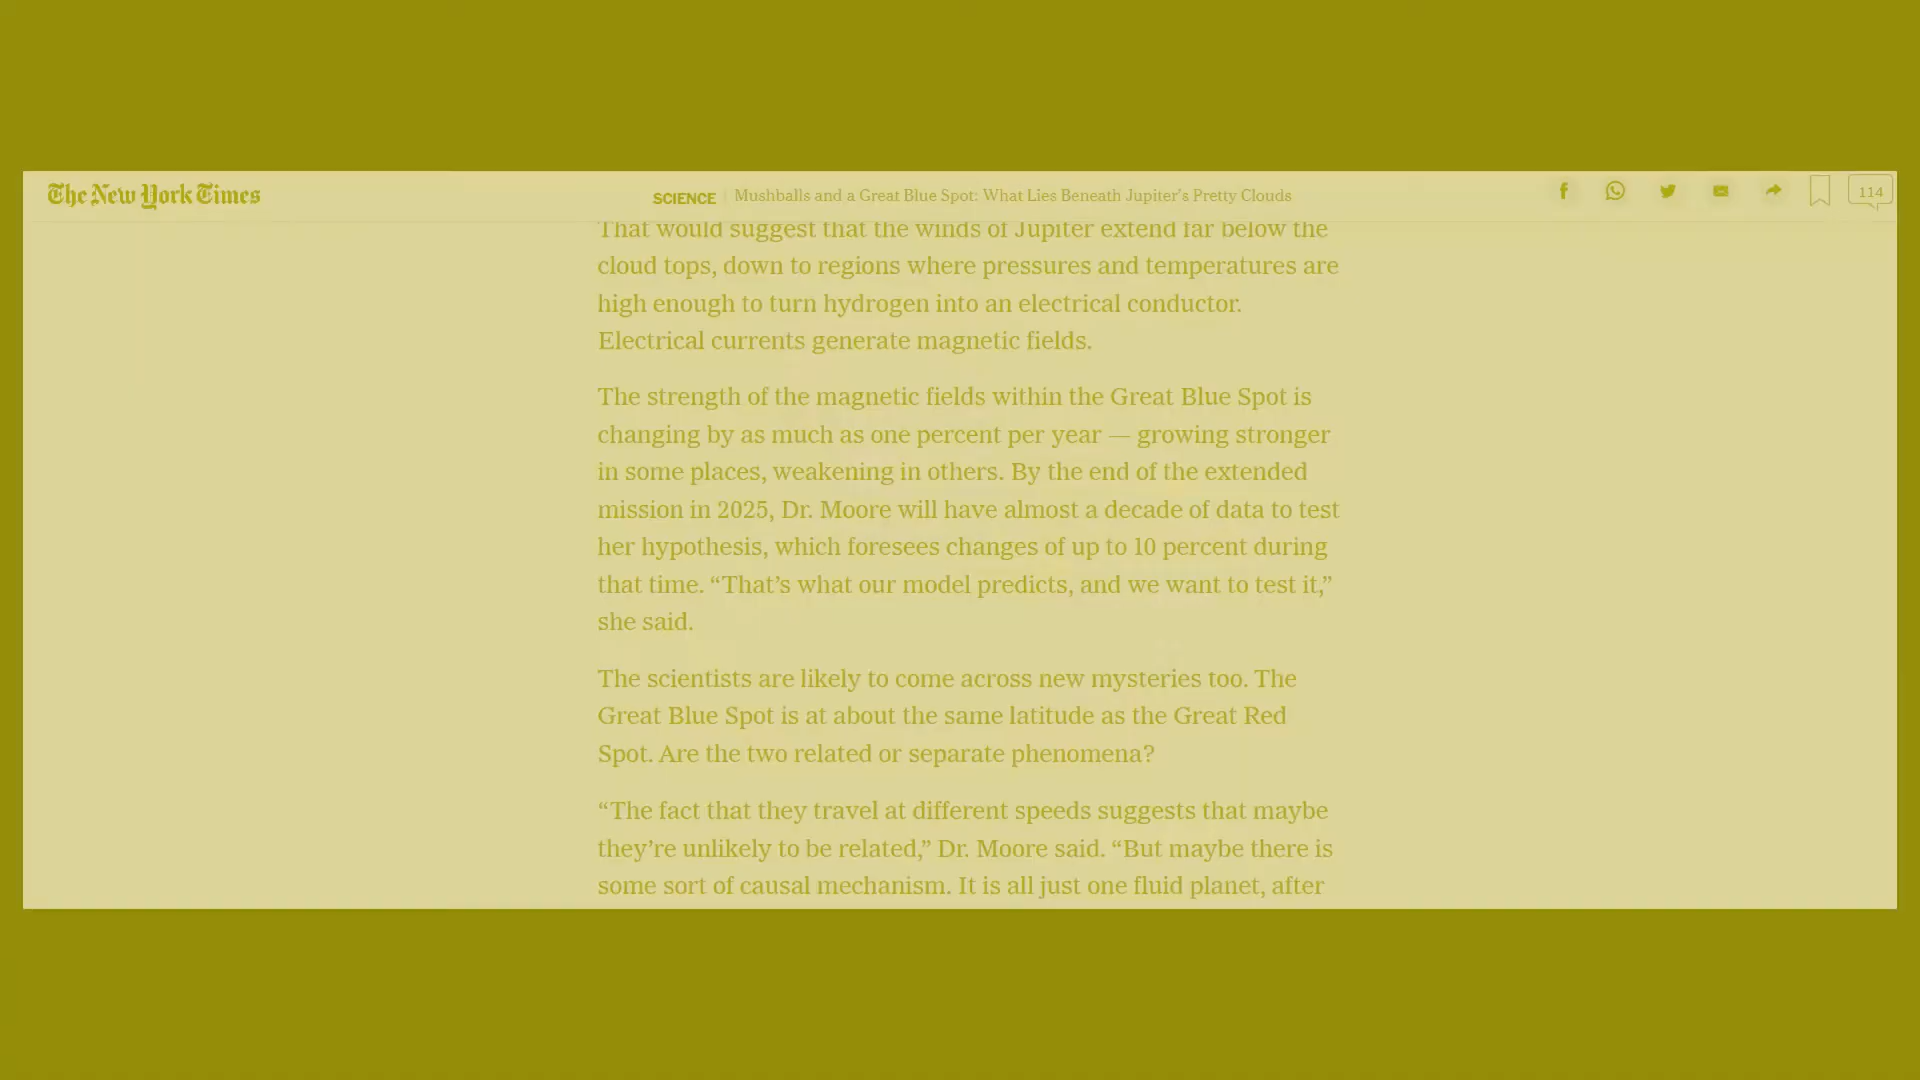 The New York Times
SCIENCE | Mushballs and a Great Blue Spot: What Lies Beneath Jupiter’s Pretty Clouds
114
That would suggest that the winds of Jupiter extend far below the
cloud tops, down to regions where pressures and temperatures are
high enough to turn hydrogen into an electrical conductor.
Electrical currents generate magnetic fields.
The strength of the magnetic fields within the Great Blue Spot is
changing by as much as one percent per year — growing stronger
in some places, weakening in others. By the end of the extended
mission in 2025, Dr. Moore will have almost a decade of data to test
her hypothesis, which foresees changes of up to 10 percent during
that time. “That’s what our model predicts, and we want to test it,”
she said.
The scientists are likely to come across new mysteries too. The
Great Blue Spot is at about the same latitude as the Great Red
Spot. Are the two related or separate phenomena?
“The fact that they travel at different speeds suggests that maybe
they’re unlikely to be related,” Dr. Moore said. “But maybe there is
some sort of causal mechanism. It is all just one fluid planet, after